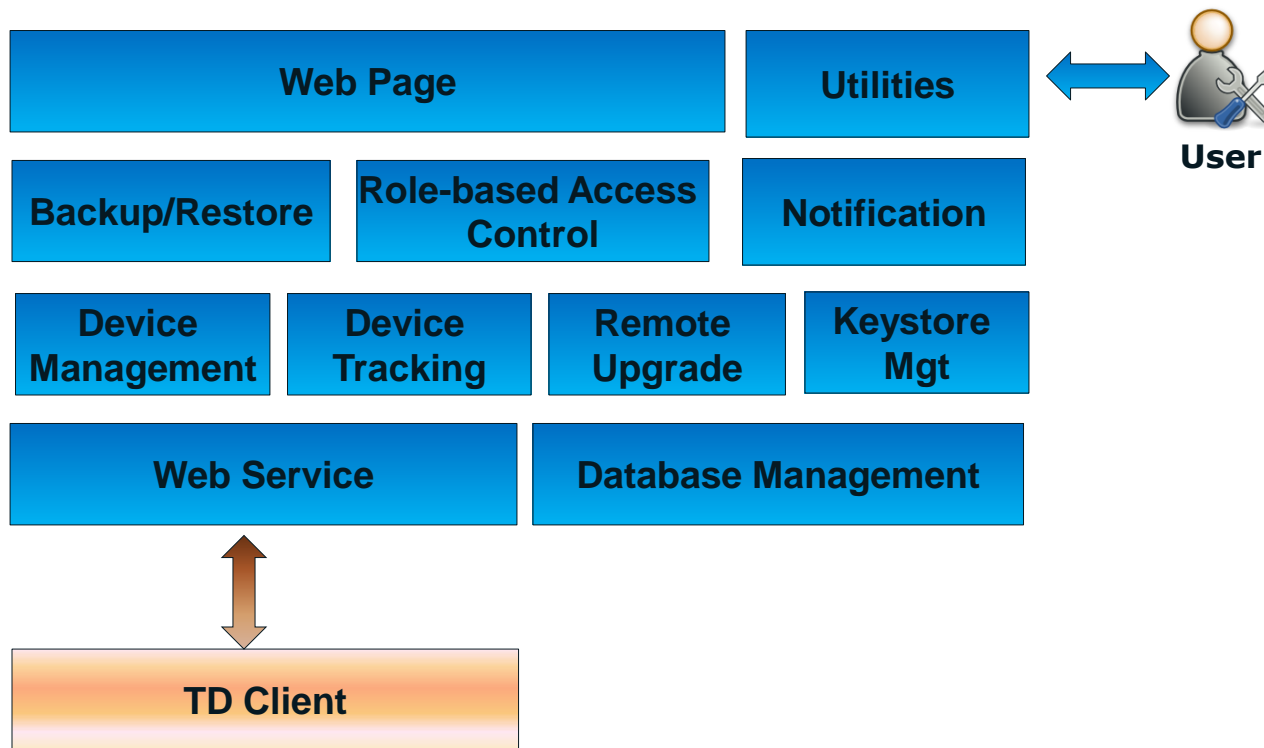 Web Page
Utilities
User
Backup/Restore
Role-based Access
Control
Notification
Device
Management
Device
Tracking
Remote
Upgrade
Keystore
Mgt
Web Service
Database Management
TD Client